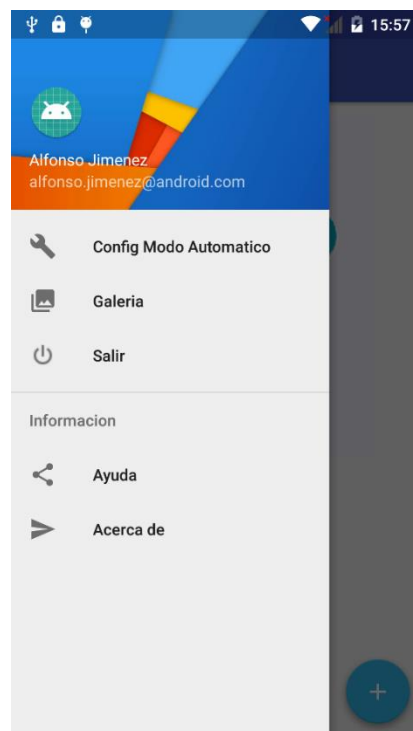 15:57
Alfonso Jimenez
alfonso.jimenez@android.com
Config Modo Automatico
Galeria
Salir
Informacion
Ayuda
Acerca de